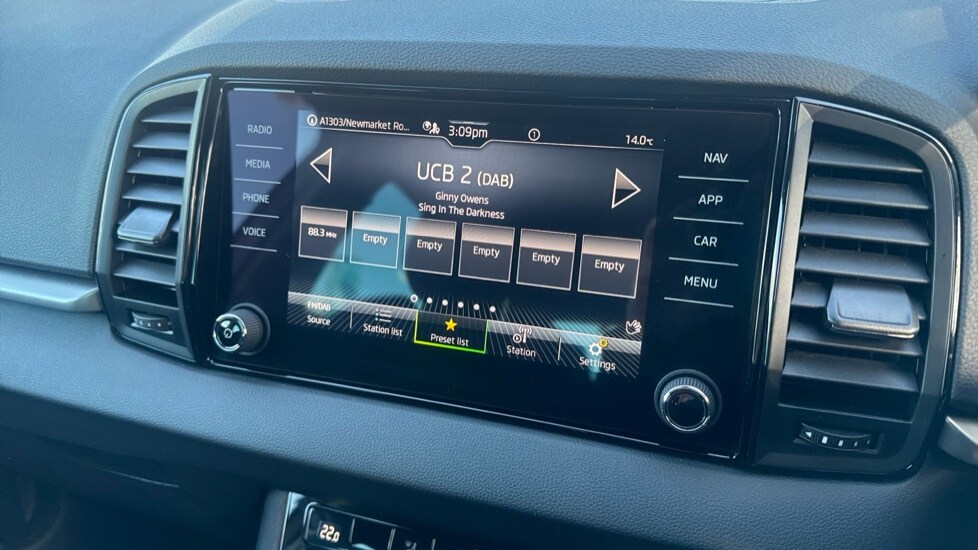 RADIO
MEDIA
PHONE
VOICE
A1303/Newmarket Ro...
3:09pm
1
14.0℃
UCB 2 (DAB)
Ginny Owens
Sing In The Darkness
88.3 MHz
Empty
Empty
Empty
Empty
Empty
FM/DAB
Source
Station list
Preset list
Station
Settings
NAV
APP
CAR
MENU
22.0